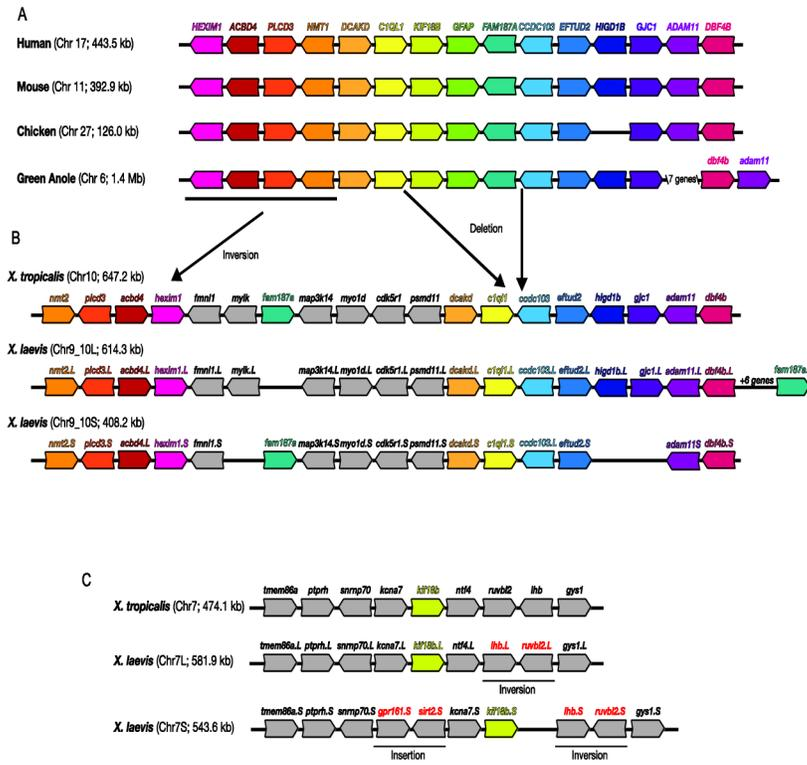 A
HEXIM1 ACBD4 PLCD3 NMT1 DCAKD C1QL1 KIF18B GFAP FAM187A CCDC103 EFTUD2 HIGD1B GJC1 ADAM11 DBF4B
Human (Chr 17; 443.5 kb)
Mouse (Chr 11; 392.9 kb)
Chicken (Chr 27; 126.0 kb)
dbf4b adam11
Green Anole (Chr 6; 1.4 Mb) \7 genes\
Inversion
Deletion
B
X. tropicalis (Chr10; 647.2 kb)
nmt2 plcd3 acbd4 hexim1 fmnl1 mylk fam187a map3k14 myo1d cdk5r1 psmd11 dcakd c1ql1 ccdc103 eftud2 higd1b gjc1 adam11 dbf4b
X. laevis (Chr9_10L; 614.3 kb)
nmt2.L plcd3.L acbd4.L hexim1.L fmnl1.L mylk.L map3k14.L myo1d.L cdk5r1.L psmd11.L dcakd.L c1ql1.L ccdc103.L eftud2.L higd1b.L gjc1.L adam11.L dbf4b.L +6 genes fam187a.
X. laevis (Chr9_10S; 408.2 kb)
nmt2.S plcd3.S acbd4.L hexim1.S fmnl1.S fam187a map3k14.S myo1d.S cdk5r1.S psmd11.S dcakd.S c1ql1.S ccdc103.L eftud2.S adam11S dbf4b.S
C
tmem86a ptprh snrnp70 kcna7 kif18b ntf4 ruvbl2 lhb gys1
X. tropicalis (Chr7; 474.1 kb)
tmem86a.L ptprh.L snrnp70.L kcna7.L kif18b.L ntf4.L lhb.L ruvbl2.L gys1.L
X. laevis (Chr7L; 581.9 kb)
Inversion
tmem86a.S ptprh.S snrnp70.S gpr161.S sirt2.S kcna7.S kif18b.S lhb.S ruvbl2.S gys1.S
X. laevis (Chr7S; 543.6 kb)
Insertion Inversion